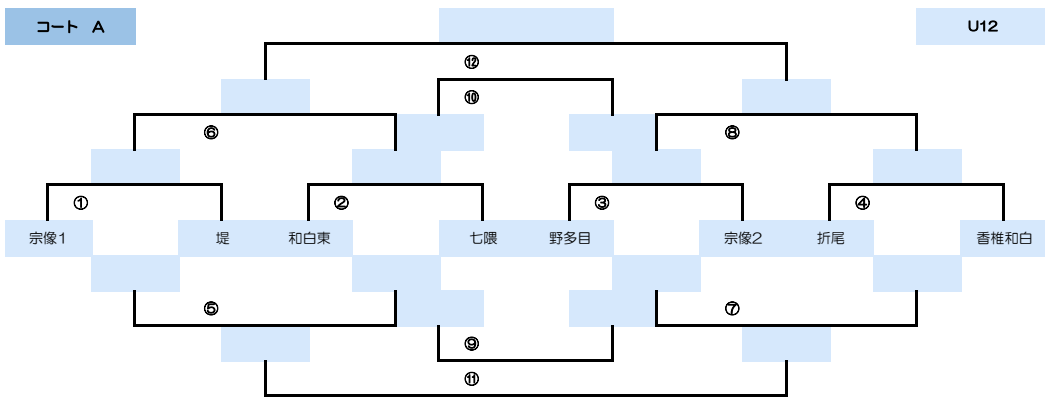 コート A
U12
⑫
⑩
⑥
⑧
①
②
③
④
宗像1
堤
和白東
七隈
野多目
宗像2
折尾
香椎和白
⑤
⑦
⑨
⑪